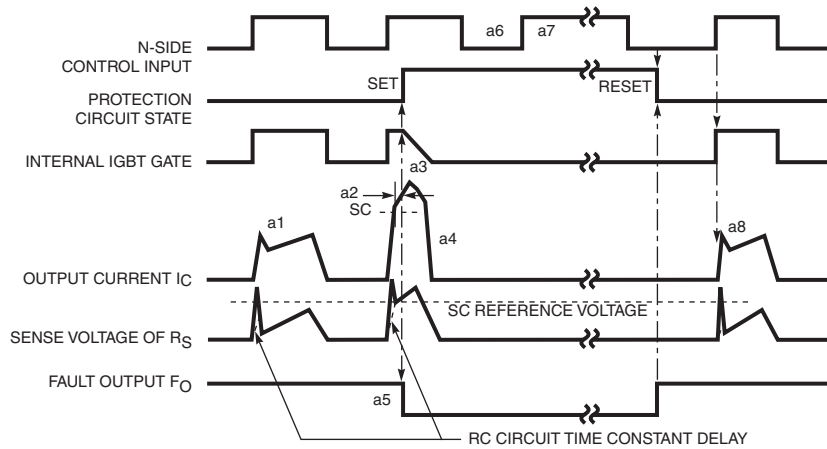 a6
a7
N-SIDE
CONTROL INPUT
SET
RESET
PROTECTION
CIRCUIT STATE
INTERNAL IGBT GATE
a3
a2
SC
a1
a4
a8
OUTPUT CURRENT IC
SC REFERENCE VOLTAGE
SENSE VOLTAGE OF RS
FAULT OUTPUT FO
a5
RC CIRCUIT TIME CONSTANT DELAY